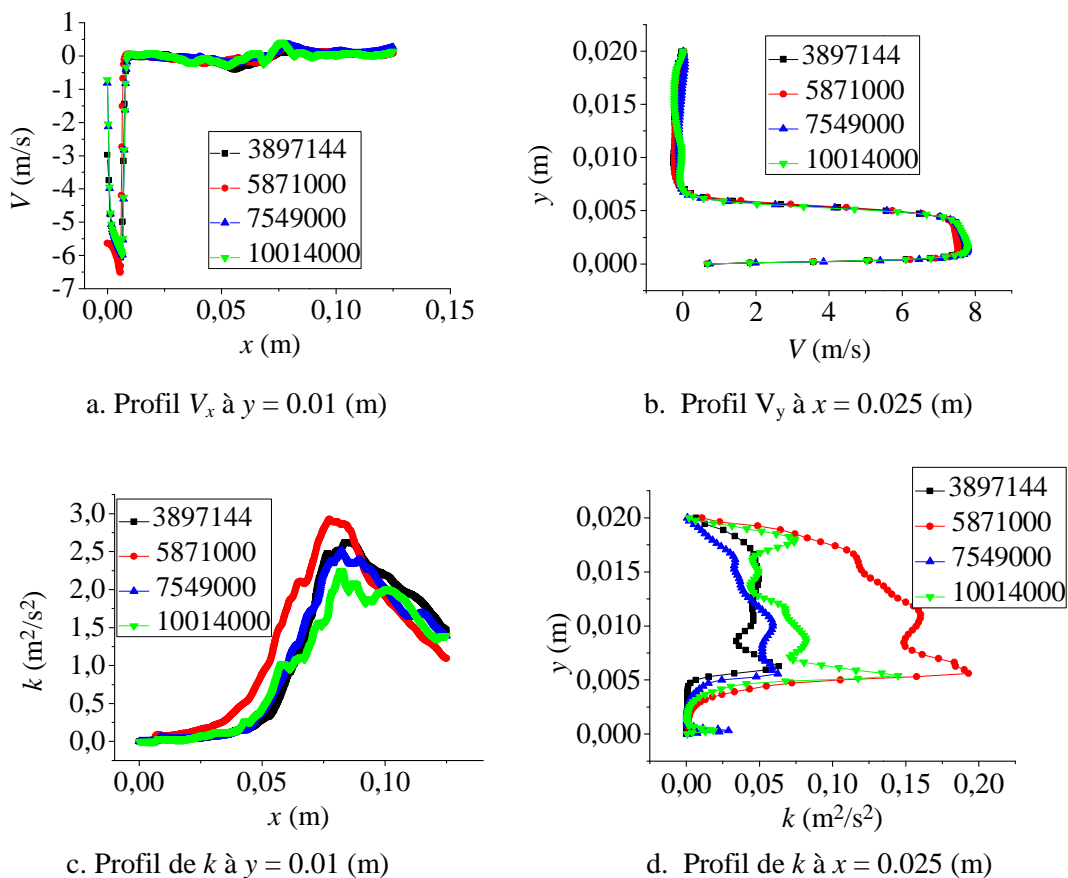 1
0
-1
-2
-3
-4
-5
-6
-7
V (m/s)
3897144
5871000
7549000
10014000
0,00 0,05 0,10 0,15
x (m)
a. Profil Vₓ à y = 0.01 (m)
0,020
0,015
0,010
0,005
0,000
y (m)
3897144
5871000
7549000
10014000
0 2 4 6 8
V (m/s)
b. Profil V_y à x = 0.025 (m)
3,0
2,5
2,0
1,5
1,0
0,5
0,0
k (m²/s²)
3897144
5871000
7549000
10014000
0,00 0,05 0,10
x (m)
c. Profil de k à y = 0.01 (m)
0,020
0,015
0,010
0,005
0,000
y (m)
3897144
5871000
7549000
10014000
0,00 0,05 0,10 0,15 0,20
k (m²/s²)
d. Profil de k à x = 0.025 (m)